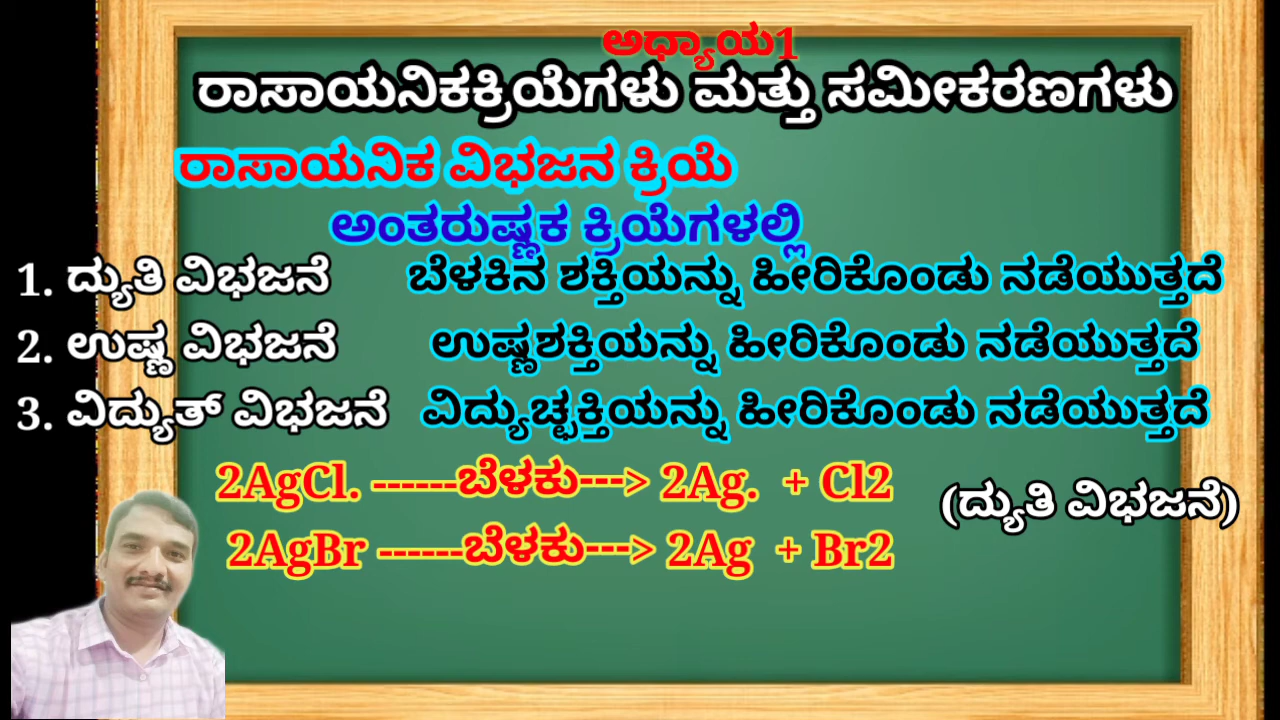 ಅಧ್ಯಾಯ1
ರಾಸಾಯನಿಕಕ್ರಿಯೆಗಳು ಮತ್ತು ಸಮೀಕರಣಗಳು
ರಾಸಾಯನಿಕ ವಿಭಜನ ಕ್ರಿಯೆ
ಅಂತರುಷ್ಣಕ ಕ್ರಿಯೆಗಳಲ್ಲಿ
1. ದ್ಯುತಿ ವಿಭಜನೆ ಬೆಳಕಿನ ಶಕ್ತಿಯನ್ನು ಹೀರಿಕೊಂಡು ನಡೆಯುತ್ತದೆ
2. ಉಷ್ಣ ವಿಭಜನೆ ಉಷ್ಣಶಕ್ತಿಯನ್ನು ಹೀರಿಕೊಂಡು ನಡೆಯುತ್ತದೆ
3. ವಿದ್ಯುತ್ ವಿಭಜನೆ ವಿದ್ಯುಚ್ಛಕ್ತಿಯನ್ನು ಹೀರಿಕೊಂಡು ನಡೆಯುತ್ತದೆ
2AgCl. ------ಬೆಳಕು---> 2Ag. + Cl2 (ದ್ಯುತಿ ವಿಭಜನೆ)
2AgBr ------ಬೆಳಕು---> 2Ag + Br2